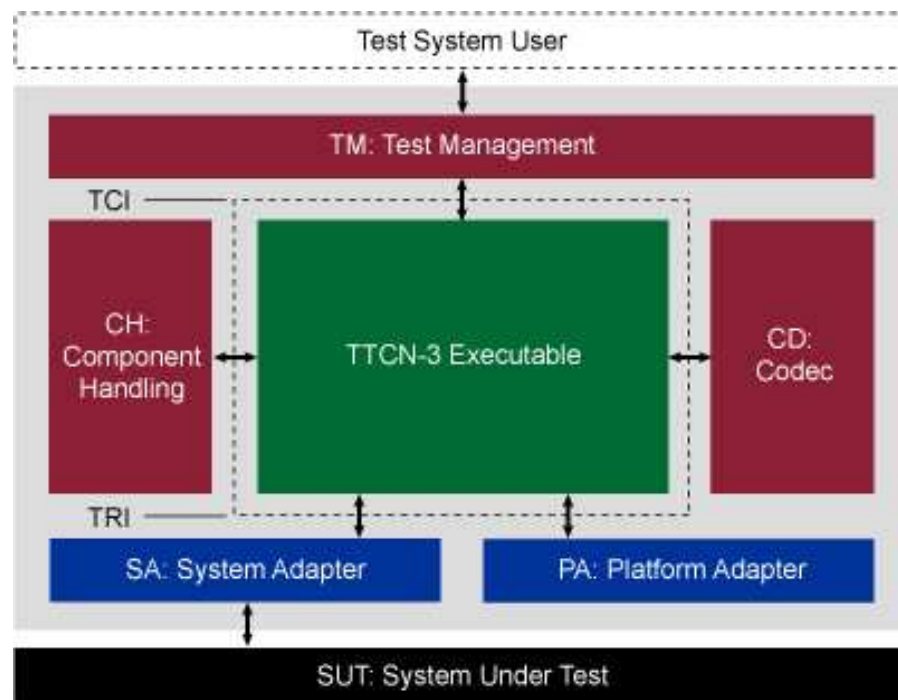 Test System User
TM: Test Management
TCI
CH:
Component
Handling
TTCN-3 Executable
CD:
Codec
TRI
SA: System Adapter
PA: Platform Adapter
SUT: System Under Test